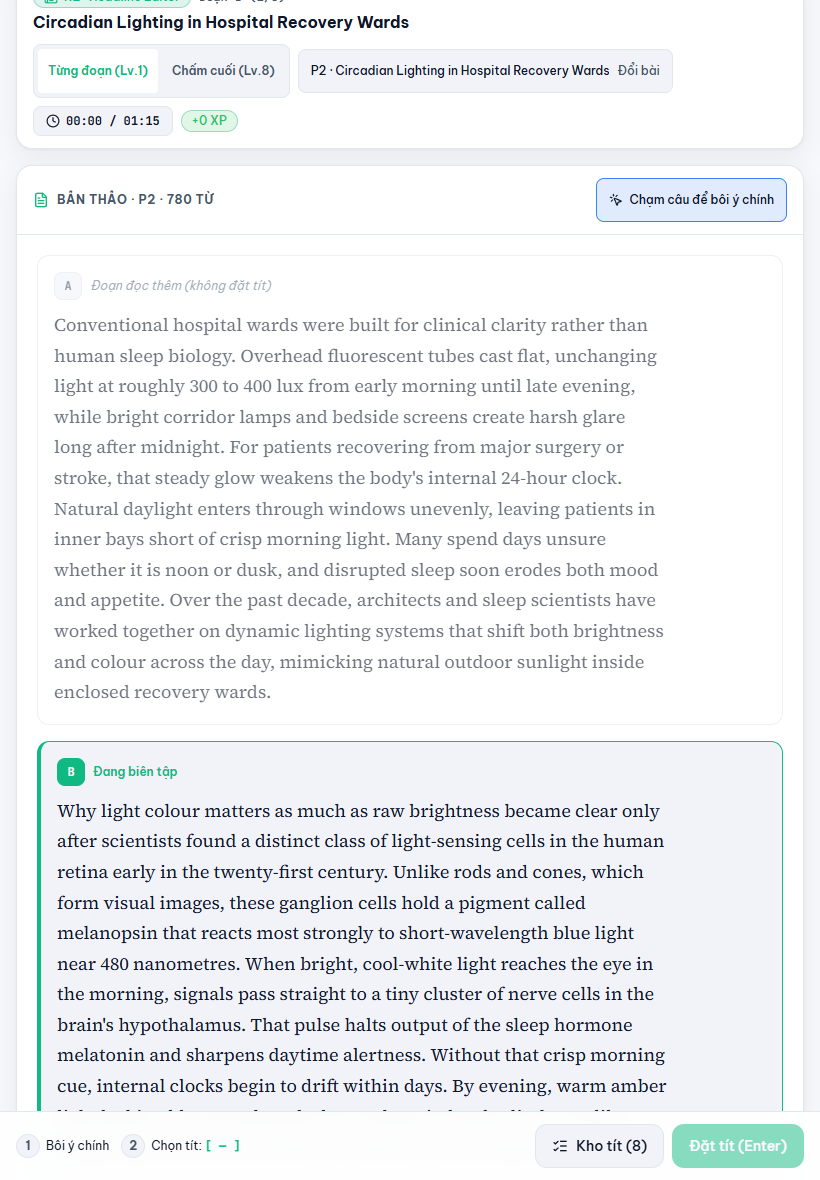 Circadian Lighting in Hospital Recovery Wards
Từng đoạn (Lv.1) Chấm cuối (Lv.8) P2 · Circadian Lighting in Hospital Recovery Wards Đổi bài
00:00 / 01:15 +0 XP
BẢN THẢO · P2 · 780 TỪ Chạm câu để bôi ý chính
A Đoạn đọc thêm (không đặt tít)
Conventional hospital wards were built for clinical clarity rather than
human sleep biology. Overhead fluorescent tubes cast flat, unchanging
light at roughly 300 to 400 lux from early morning until late evening,
while bright corridor lamps and bedside screens create harsh glare
long after midnight. For patients recovering from major surgery or
stroke, that steady glow weakens the body's internal 24-hour clock.
Natural daylight enters through windows unevenly, leaving patients in
inner bays short of crisp morning light. Many spend days unsure
whether it is noon or dusk, and disrupted sleep soon erodes both mood
and appetite. Over the past decade, architects and sleep scientists have
worked together on dynamic lighting systems that shift both brightness
and colour across the day, mimicking natural outdoor sunlight inside
enclosed recovery wards.
B Đang biên tập
Why light colour matters as much as raw brightness became clear only
after scientists found a distinct class of light-sensing cells in the human
retina early in the twenty-first century. Unlike rods and cones, which
form visual images, these ganglion cells hold a pigment called
melanopsin that reacts most strongly to short-wavelength blue light
near 480 nanometres. When bright, cool-white light reaches the eye in
the morning, signals pass straight to a tiny cluster of nerve cells in the
brain's hypothalamus. That pulse halts output of the sleep hormone
melatonin and sharpens daytime alertness. Without that crisp morning
cue, internal clocks begin to drift within days. By evening, warm amber
1 Bôi ý chính 2 Chọn tít: [ – ] Kho tít (8) Đặt tít (Enter)